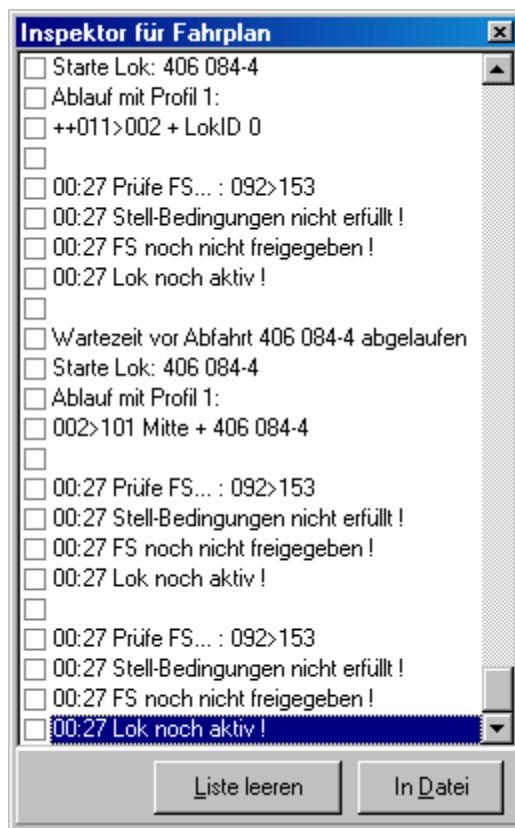 Inspektor für Fahrplan
Starte Lok: 406 084-4
Ablauf mit Profil 1:
++011>002 + LokID 0
00:27 Prüfe FS... : 092>153
00:27 Stell-Bedingungen nicht erfüllt !
00:27 FS noch nicht freigegeben !
00:27 Lok noch aktiv !
Wartezeit vor Abfahrt 406 084-4 abgelaufen
Starte Lok: 406 084-4
Ablauf mit Profil 1:
002>101 Mitte + 406 084-4
00:27 Prüfe FS... : 092>153
00:27 Stell-Bedingungen nicht erfüllt !
00:27 FS noch nicht freigegeben !
00:27 Lok noch aktiv !
00:27 Prüfe FS... : 092>153
00:27 Stell-Bedingungen nicht erfüllt !
00:27 FS noch nicht freigegeben !
00:27 Lok noch aktiv !
Liste leeren In Datei